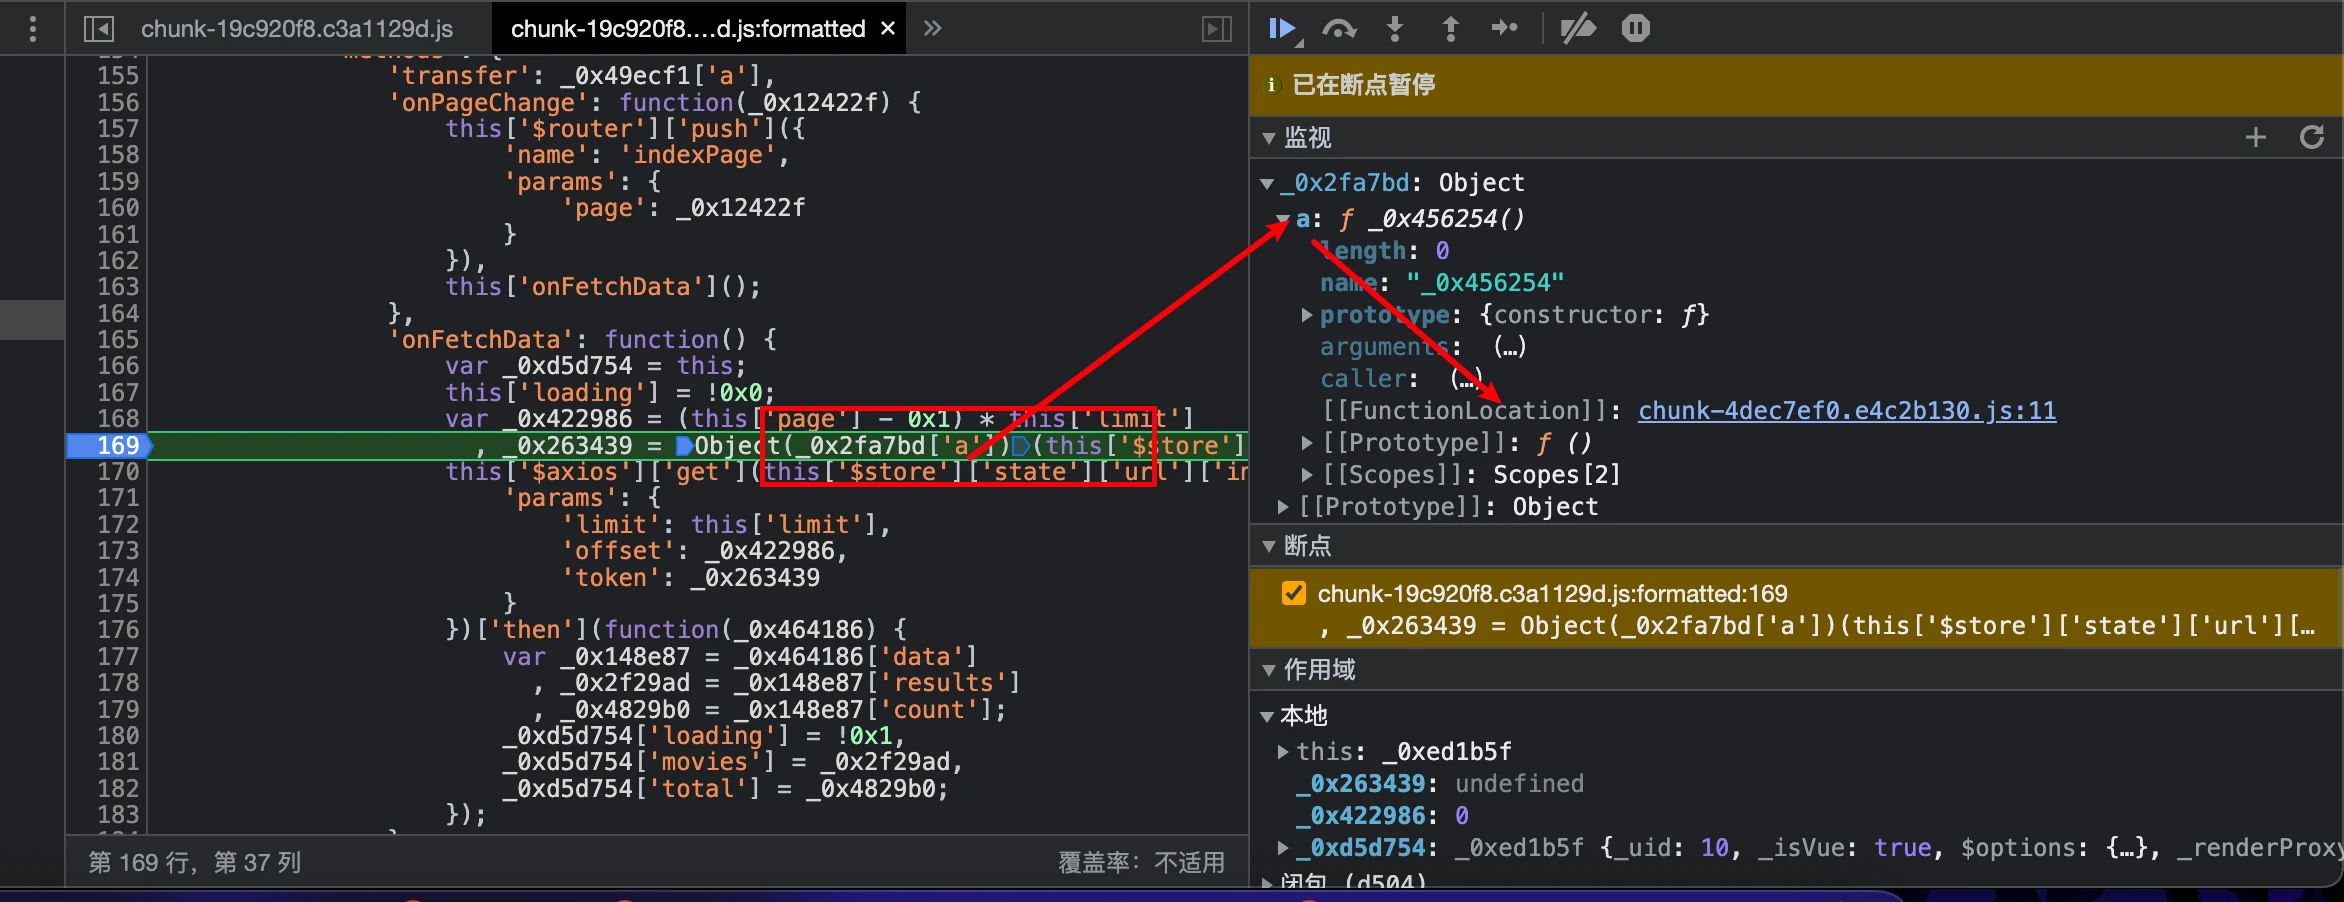 chunk-19c920f8.c3a1129d.js
chunk-19c920f8....d.js:formatted ×
155 'transfer': _0x49ecf1['a'],
156 'onPageChange': function(_0x12422f) {
157 this['$router']['push']({
158 'name': 'indexPage',
159 'params': {
160 'page': _0x12422f
161 }
162 }),
163 this['onFetchData']();
164 },
165 'onFetchData': function() {
166 var _0xd5d754 = this;
167 this['loading'] = !0x0;
168 var _0x422986 = (this['page'] - 0x1) * this['limit']
169 , _0x263439 = Object(_0x2fa7bd['a'])(this['$store']
170 this['$axios']['get'](this['$store']['state']['url']['in
171 'params': {
172 'limit': this['limit'],
173 'offset': _0x422986,
174 'token': _0x263439
175 }
176 })['then'](function(_0x464186) {
177 var _0x148e87 = _0x464186['data']
178 , _0x2f29ad = _0x148e87['results']
179 , _0x4829b0 = _0x148e87['count'];
180 _0xd5d754['loading'] = !0x1,
181 _0xd5d754['movies'] = _0x2f29ad,
182 _0xd5d754['total'] = _0x4829b0;
183 });
第 169 行，第 37 列
覆盖率：不适用
已在断点暂停
监视
_0x2fa7bd: Object
a: ƒ _0x456254()
length: 0
name: "_0x456254"
prototype: {constructor: ƒ}
arguments: (…)
caller: (…)
[[FunctionLocation]]: chunk-4dec7ef0.e4c2b130.js:11
[[Prototype]]: ƒ ()
[[Scopes]]: Scopes[2]
[[Prototype]]: Object
断点
chunk-19c920f8.c3a1129d.js:formatted:169
, _0x263439 = Object(_0x2fa7bd['a'])(this['$store']['state']['url'][…
作用域
本地
this: _0xed1b5f
_0x263439: undefined
_0x422986: 0
_0xd5d754: _0xed1b5f {_uid: 10, _isVue: true, $options: {…}, _renderProxy
闭包 (d504)